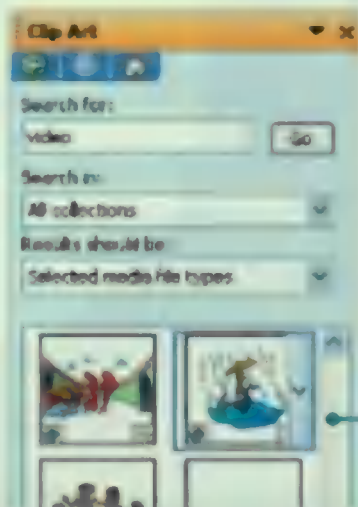 Clip Art
Search for:
video
Go
Search in:
All collections
Results should be
Selected media file types